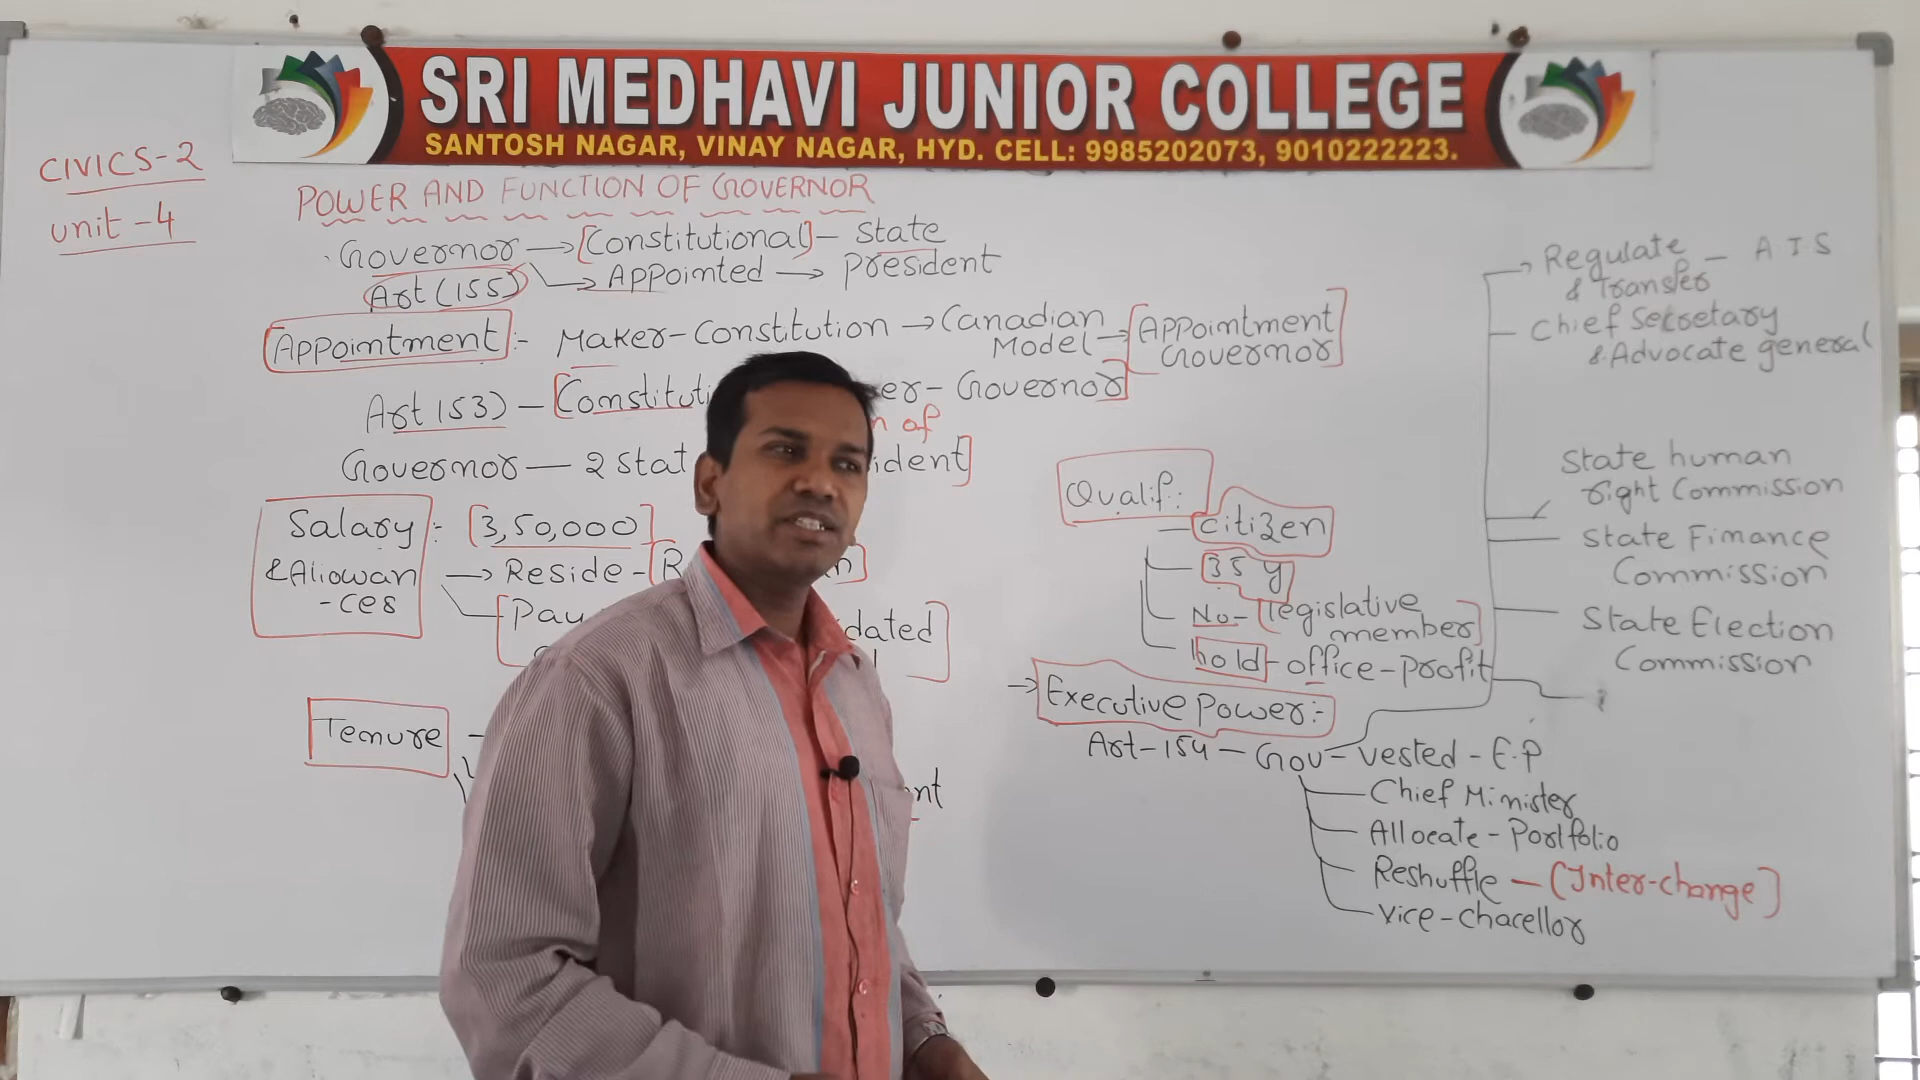 SRI MEDHAVI JUNIOR COLLEGE
SANTOSH NAGAR, VINAY NAGAR, HYD. CELL: 9985202073, 9010222223.
CIVICS-2
unit-4
POWER AND FUNCTION OF GOVERNOR
Governor → [Constitutional] - State
Art (155) → Appointed → President
Appointment :- Maker-Constitution → Canadian Model → [Appointment Governor]
Art 153) - [Constituti er- Governor]
n of
Governor — 2 Stat ident]
Salary :- [3,50,000]
&Allowan
-ces
→ Reside - [R n]
[Pay dated]
Tenure -
nt
Qualif:
- citizen
35 y
No- [legislative
member]
hold - office-profit
→ Executive power:-
Art-154 - Gov - vested - E.P
Chief Minister
Allocate - Portfolio
Reshuffle - [Inter-change]
Vice-chacellor
→ Regulate - AIS
& Transfer
Chief Secretary
& Advocate general
State human
right Commission
State Finance
Commission
State Election
Commission